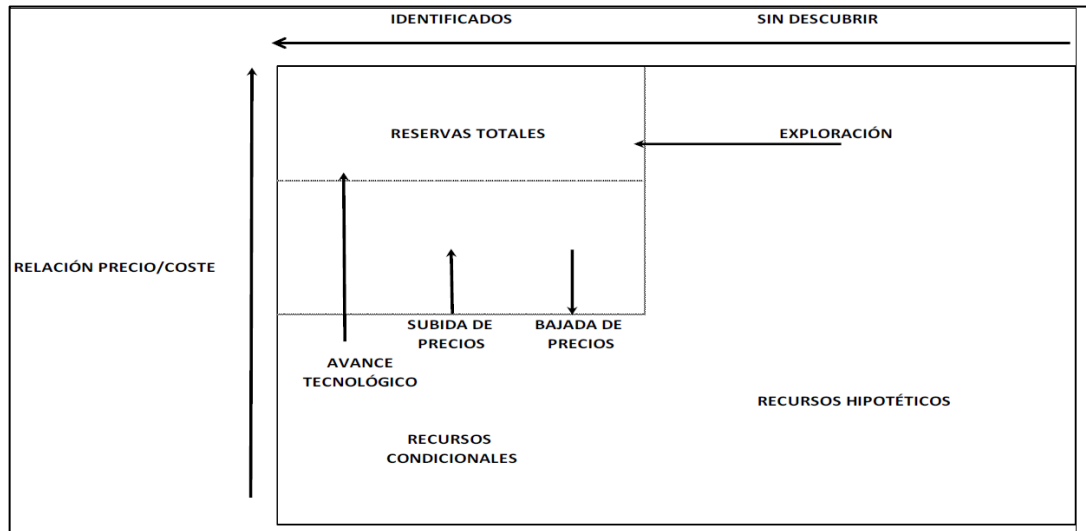 IDENTIFICADOS SIN DESCUBRIR
RESERVAS TOTALES
EXPLORACIÓN
RELACIÓN PRECIO/COSTE
SUBIDA DE
PRECIOS
BAJADA DE
PRECIOS
AVANCE
TECNOLÓGICO
RECURSOS HIPOTÉTICOS
RECURSOS
CONDICIONALES